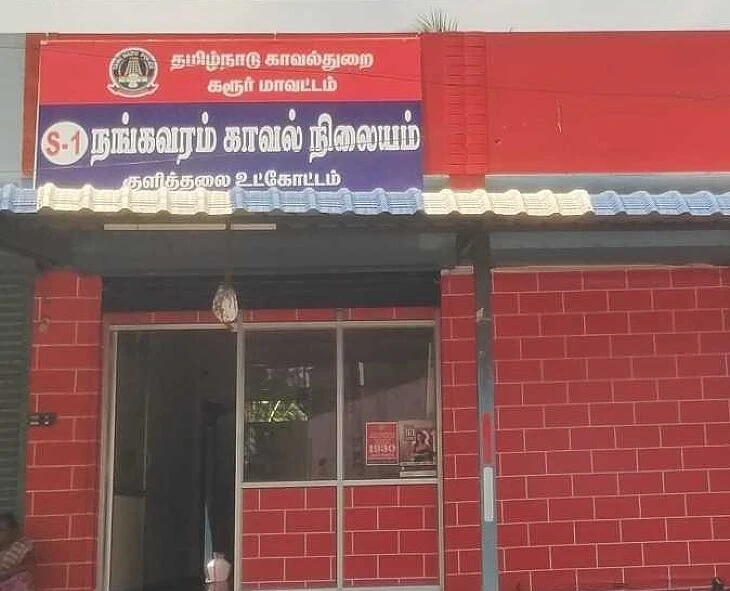 தமிழ்நாடு காவல்துறை
கரூர் மாவட்டம்
S-1 நங்கவரம் காவல் நிலையம்
குளித்தலை உட்கோட்டம்
1930